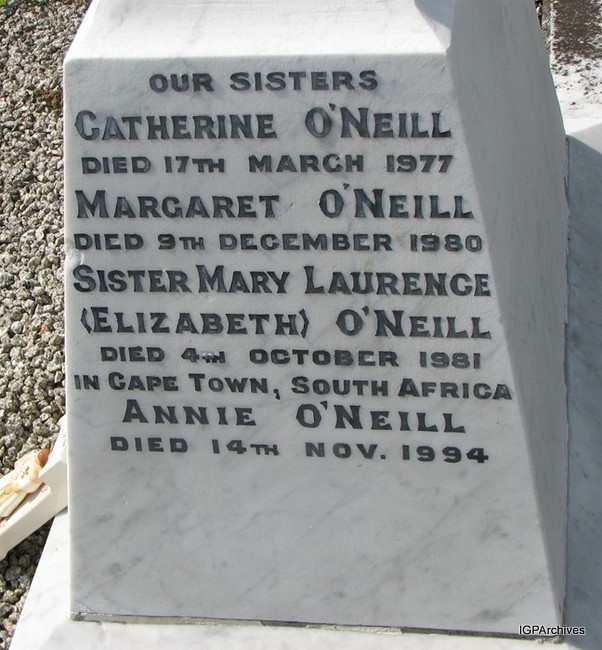 OUR SISTERS
CATHERINE O'NEILL
DIED 17TH MARCH 1977
MARGARET O'NEILL
DIED 9TH DECEMBER 1980
SISTER MARY LAURENCE
(ELIZABETH) O'NEILL
DIED 4TH OCTOBER 1981
IN CAPE TOWN, SOUTH AFRICA
ANNIE O'NEILL
DIED 14TH NOV. 1994
IGPArchives